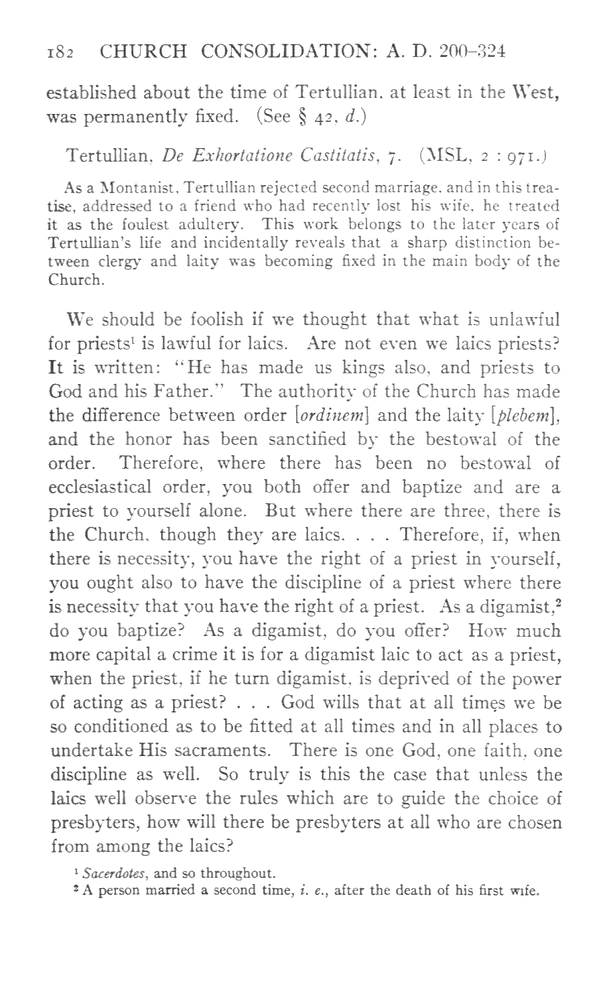 182 CHURCH CONSOLIDATION: A. D. 200–324
established about the time of Tertullian, at least in the West,
was permanently fixed. (See § 42, d.)
Tertullian, De Exhortatione Castitatis, 7. (MSL, 2 : 971.)
As a Montanist, Tertullian rejected second marriage, and in this trea-
tise, addressed to a friend who had recently lost his wife, he treated
it as the foulest adultery. This work belongs to the later years of
Tertullian's life and incidentally reveals that a sharp distinction be-
tween clergy and laity was becoming fixed in the main body of the
Church.
We should be foolish if we thought that what is unlawful
for priests¹ is lawful for laics. Are not even we laics priests?
It is written: “He has made us kings also, and priests to
God and his Father.” The authority of the Church has made
the difference between order [ordinem] and the laity [plebem],
and the honor has been sanctified by the bestowal of the
order. Therefore, where there has been no bestowal of
ecclesiastical order, you both offer and baptize and are a
priest to yourself alone. But where there are three, there is
the Church, though they are laics. . . . Therefore, if, when
there is necessity, you have the right of a priest in yourself,
you ought also to have the discipline of a priest where there
is necessity that you have the right of a priest. As a digamist,²
do you baptize? As a digamist, do you offer? How much
more capital a crime it is for a digamist laic to act as a priest,
when the priest, if he turn digamist, is deprived of the power
of acting as a priest? . . . God wills that at all times we be
so conditioned as to be fitted at all times and in all places to
undertake His sacraments. There is one God, one faith, one
discipline as well. So truly is this the case that unless the
laics well observe the rules which are to guide the choice of
presbyters, how will there be presbyters at all who are chosen
from among the laics?
¹ Sacerdotes, and so throughout.
² A person married a second time, i. e., after the death of his first wife.